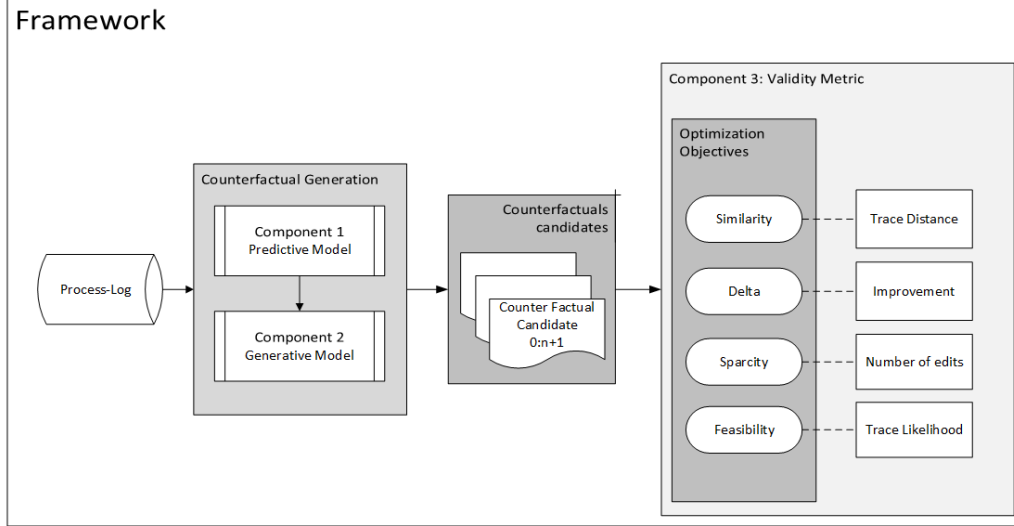 Framework
Component 3: Validity Metric
Optimization
Objectives
Counterfactual Generation
Counterfactuals
candidates
Component 1
Predictive Model
Similarity
Trace Distance
Process-Log
Delta
Improvement
Counter Factual
Candidate
0:n+1
Component 2
Generative Model
Sparcity
Number of edits
Feasibility
Trace Likelihood